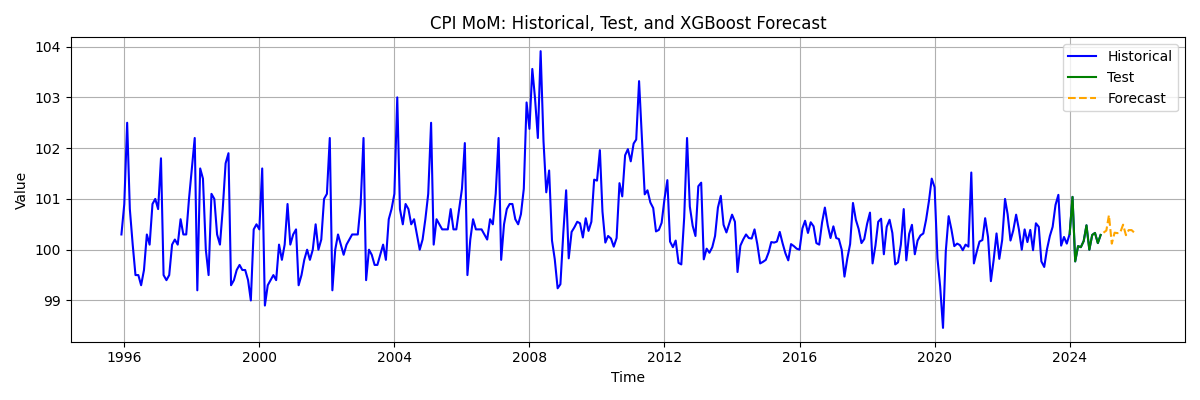 CPI MoM: Historical, Test, and XGBoost Forecast
Historical
Test
Forecast
Value
104
103
102
101
100
99
1996
2000
2004
2008
2012
2016
2020
2024
Time